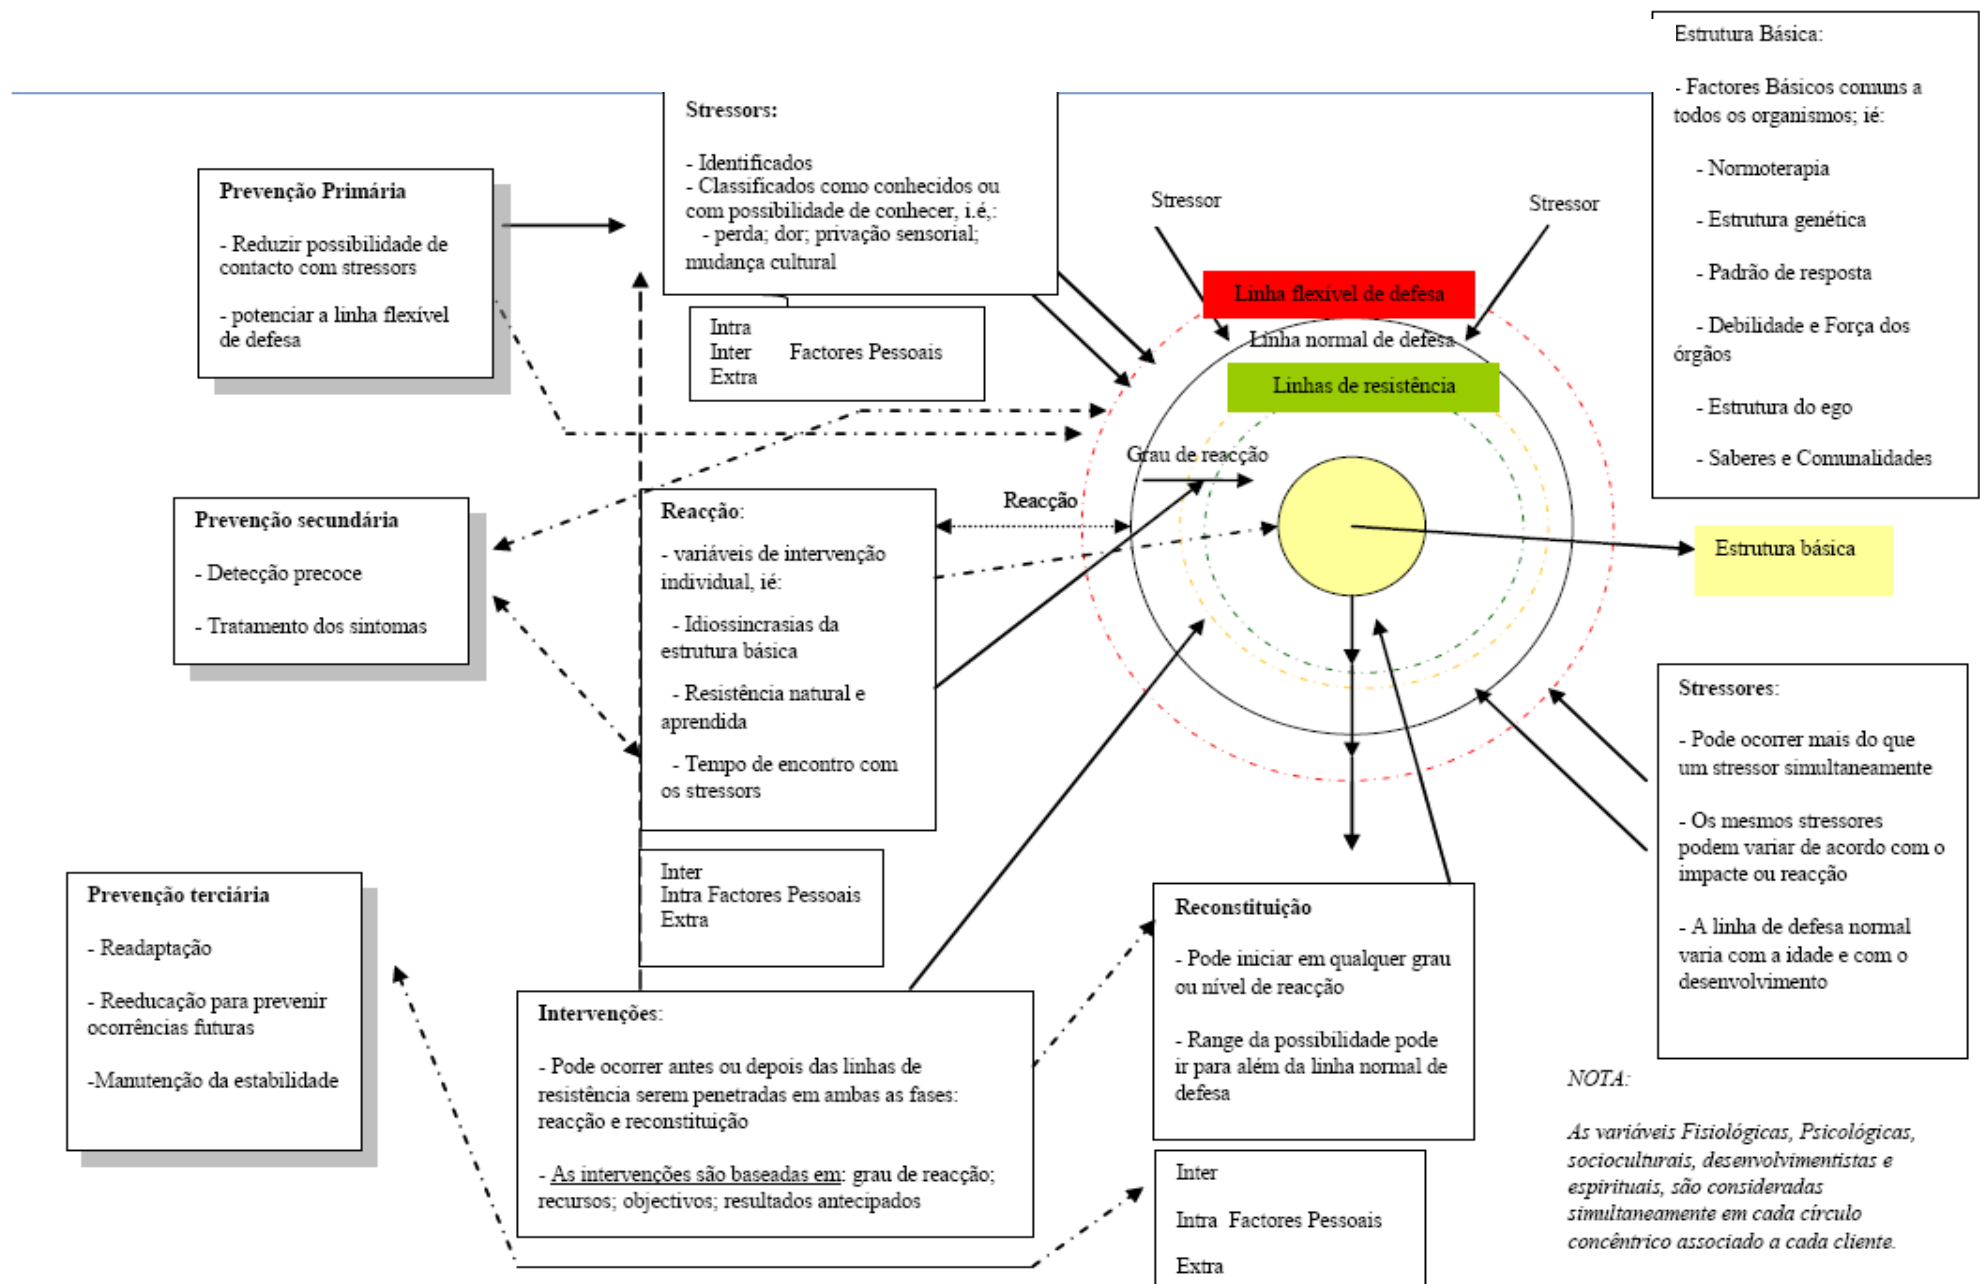 Estrutura Básica:
- Factores Básicos comuns a
todos os organismos; ié:
- Normoterapia
- Estrutura genética
- Padrão de resposta
- Debilidade e Força dos
órgãos
- Estrutura do ego
- Saberes e Comunalidades
Stressors:
- Identificados
- Classificados como conhecidos ou
com possibilidade de conhecer, i.é,:
- perda; dor; privação sensorial;
mudança cultural
Intra
Inter Factores Pessoais
Extra
Prevenção Primária
- Reduzir possibilidade de
contacto com stressors
- potenciar a linha flexível
de defesa
Stressor
Stressor
Linha flexível de defesa
Linha normal de defesa
Linhas de resistência
Grau de reacção
Reacção
Estrutura básica
Prevenção secundária
- Detecção precoce
- Tratamento dos sintomas
Reacção:
- variáveis de intervenção
individual, ié:
- Idiossincrasias da
estrutura básica
- Resistência natural e
aprendida
- Tempo de encontro com
os stressors
Inter
Intra Factores Pessoais
Extra
Stressores:
- Pode ocorrer mais do que
um stressor simultaneamente
- Os mesmos stressores
podem variar de acordo com o
impacte ou reacção
- A linha de defesa normal
varia com a idade e com o
desenvolvimento
Prevenção terciária
- Readaptação
- Reeducação para prevenir
ocorrências futuras
-Manutenção da estabilidade
Intervenções:
- Pode ocorrer antes ou depois das linhas de
resistência serem penetradas em ambas as fases:
reacção e reconstituição
- As intervenções são baseadas em: grau de reacção;
recursos; objectivos; resultados antecipados
Reconstituição
- Pode iniciar em qualquer grau
ou nível de reacção
- Range da possibilidade pode
ir para além da linha normal de
defesa
Inter
Intra Factores Pessoais
Extra
NOTA:
As variáveis Fisiológicas, Psicológicas,
socioculturais, desenvolvimentistas e
espirituais, são consideradas
simultaneamente em cada círculo
concêntrico associado a cada cliente.